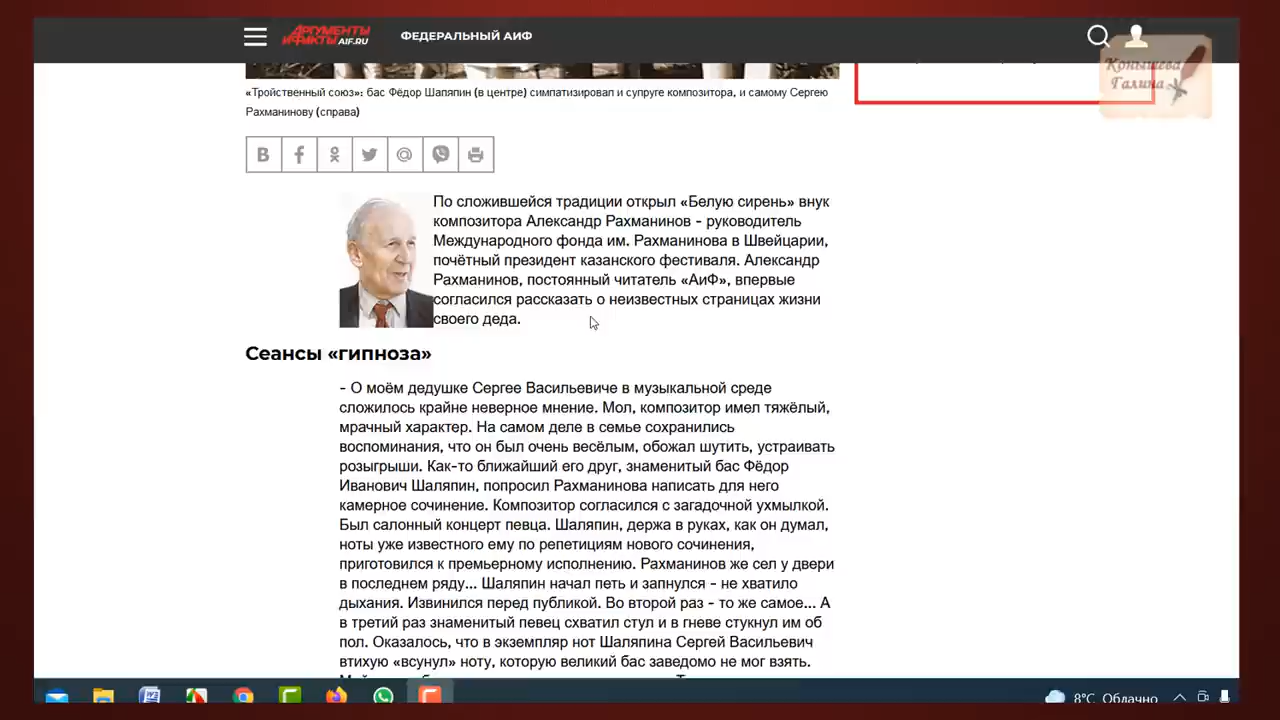 АРГУМЕНТЫ
И ФАКТЫ AIF.RU
ФЕДЕРАЛЬНЫЙ АИФ
Конышева
Галина
«Тройственный союз»: бас Фёдор Шаляпин (в центре) симпатизировал и супруге композитора, и самому Сергею
Рахманинову (справа)
По сложившейся традиции открыл «Белую сирень» внук
композитора Александр Рахманинов - руководитель
Международного фонда им. Рахманинова в Швейцарии,
почётный президент казанского фестиваля. Александр
Рахманинов, постоянный читатель «АиФ», впервые
согласился рассказать о неизвестных страницах жизни
своего деда.
Сеансы «гипноза»
- О моём дедушке Сергее Васильевиче в музыкальной среде
сложилось крайне неверное мнение. Мол, композитор имел тяжёлый,
мрачный характер. На самом деле в семье сохранились
воспоминания, что он был очень весёлым, обожал шутить, устраивать
розыгрыши. Как-то ближайший его друг, знаменитый бас Фёдор
Иванович Шаляпин, попросил Рахманинова написать для него
камерное сочинение. Композитор согласился с загадочной ухмылкой.
Был салонный концерт певца. Шаляпин, держа в руках, как он думал,
ноты уже известного ему по репетициям нового сочинения,
приготовился к премьерному исполнению. Рахманинов же сел у двери
в последнем ряду... Шаляпин начал петь и запнулся - не хватило
дыхания. Извинился перед публикой. Во второй раз - то же самое... А
в третий раз знаменитый певец схватил стул и в гневе стукнул им об
пол. Оказалось, что в экземпляр нот Шаляпина Сергей Васильевич
втихую «всунул» ноту, которую великий бас заведомо не мог взять.
8°C Облачно